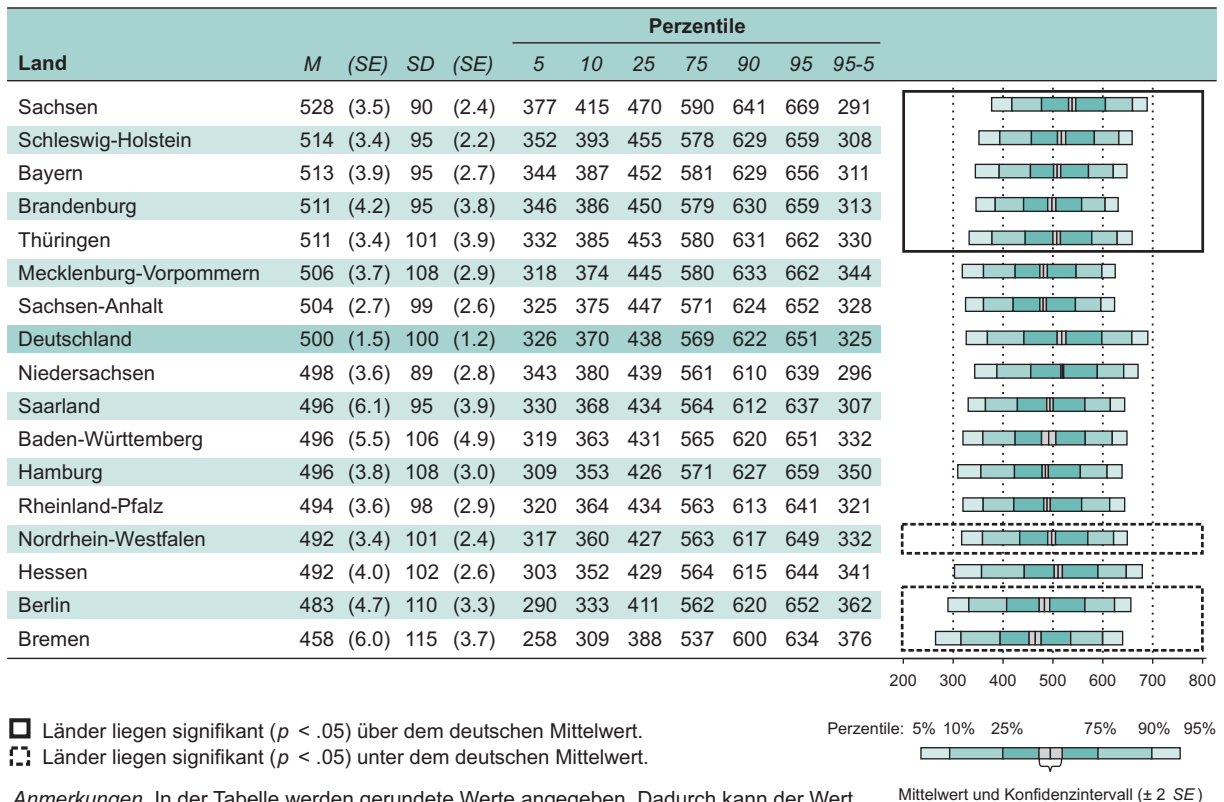 Perzentile
Land M (SE) SD (SE) 5 10 25 75 90 95 95-5
Sachsen 528 (3.5) 90 (2.4) 377 415 470 590 641 669 291
Schleswig-Holstein 514 (3.4) 95 (2.2) 352 393 455 578 629 659 308
Bayern 513 (3.9) 95 (2.7) 344 387 452 581 629 656 311
Brandenburg 511 (4.2) 95 (3.8) 346 386 450 579 630 659 313
Thüringen 511 (3.4) 101 (3.9) 332 385 453 580 631 662 330
Mecklenburg-Vorpommern 506 (3.7) 108 (2.9) 318 374 445 580 633 662 344
Sachsen-Anhalt 504 (2.7) 99 (2.6) 325 375 447 571 624 652 328
Deutschland 500 (1.5) 100 (1.2) 326 370 438 569 622 651 325
Niedersachsen 498 (3.6) 89 (2.8) 343 380 439 561 610 639 296
Saarland 496 (6.1) 95 (3.9) 330 368 434 564 612 637 307
Baden-Württemberg 496 (5.5) 106 (4.9) 319 363 431 565 620 651 332
Hamburg 496 (3.8) 108 (3.0) 309 353 426 571 627 659 350
Rheinland-Pfalz 494 (3.6) 98 (2.9) 320 364 434 563 613 641 321
Nordrhein-Westfalen 492 (3.4) 101 (2.4) 317 360 427 563 617 649 332
Hessen 492 (4.0) 102 (2.6) 303 352 429 564 615 644 341
Berlin 483 (4.7) 110 (3.3) 290 333 411 562 620 652 362
Bremen 458 (6.0) 115 (3.7) 258 309 388 537 600 634 376
200 300 400 500 600 700 800
Länder liegen signifikant (p < .05) über dem deutschen Mittelwert.
Länder liegen signifikant (p < .05) unter dem deutschen Mittelwert.
Perzentile: 5% 10% 25% 75% 90% 95%
Mittelwert und Konfidenzintervall (± 2 SE)
Anmerkungen. In der Tabelle werden gerundete Werte angegeben. Dadurch kann der Wert